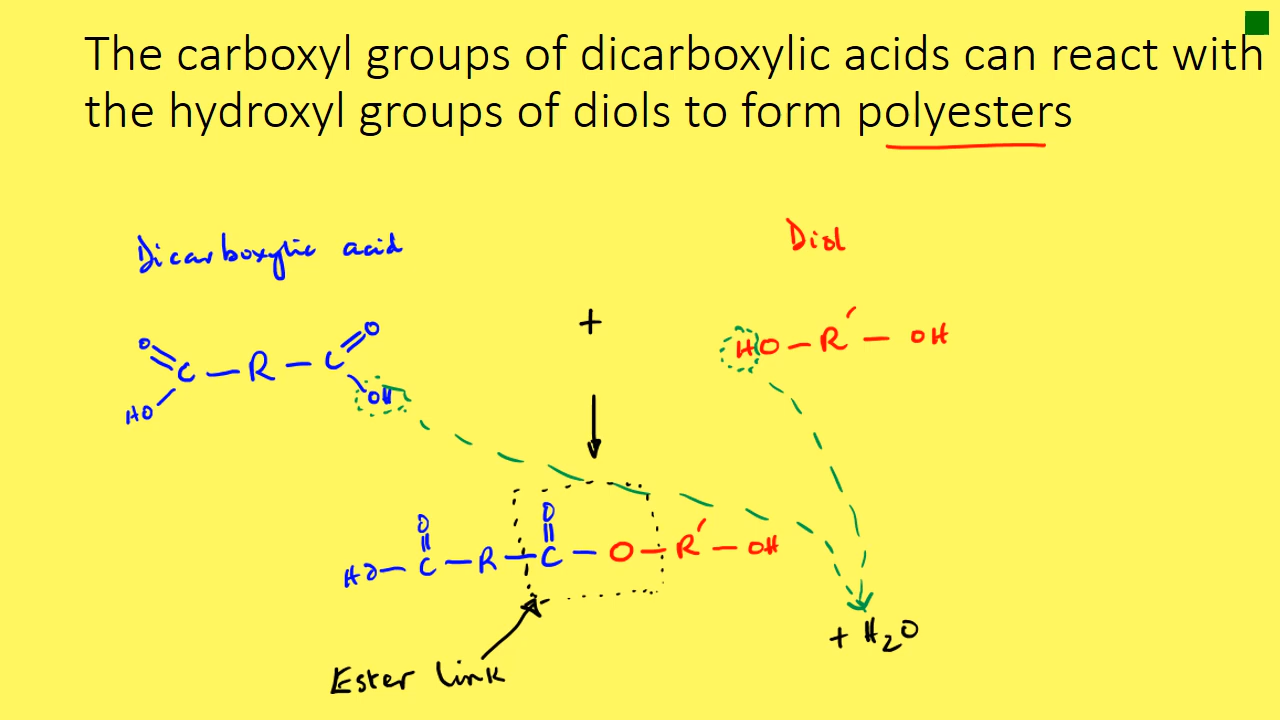 The carboxyl groups of dicarboxylic acids can react with
the hydroxyl groups of diols to form polyesters
Dicarboxylic acid
Diol
+
O
C — R — C
O
HO
OH
HO — R′ — OH
O
O
HO — C — R — C — O — R′ — OH
+ H₂O
Ester link